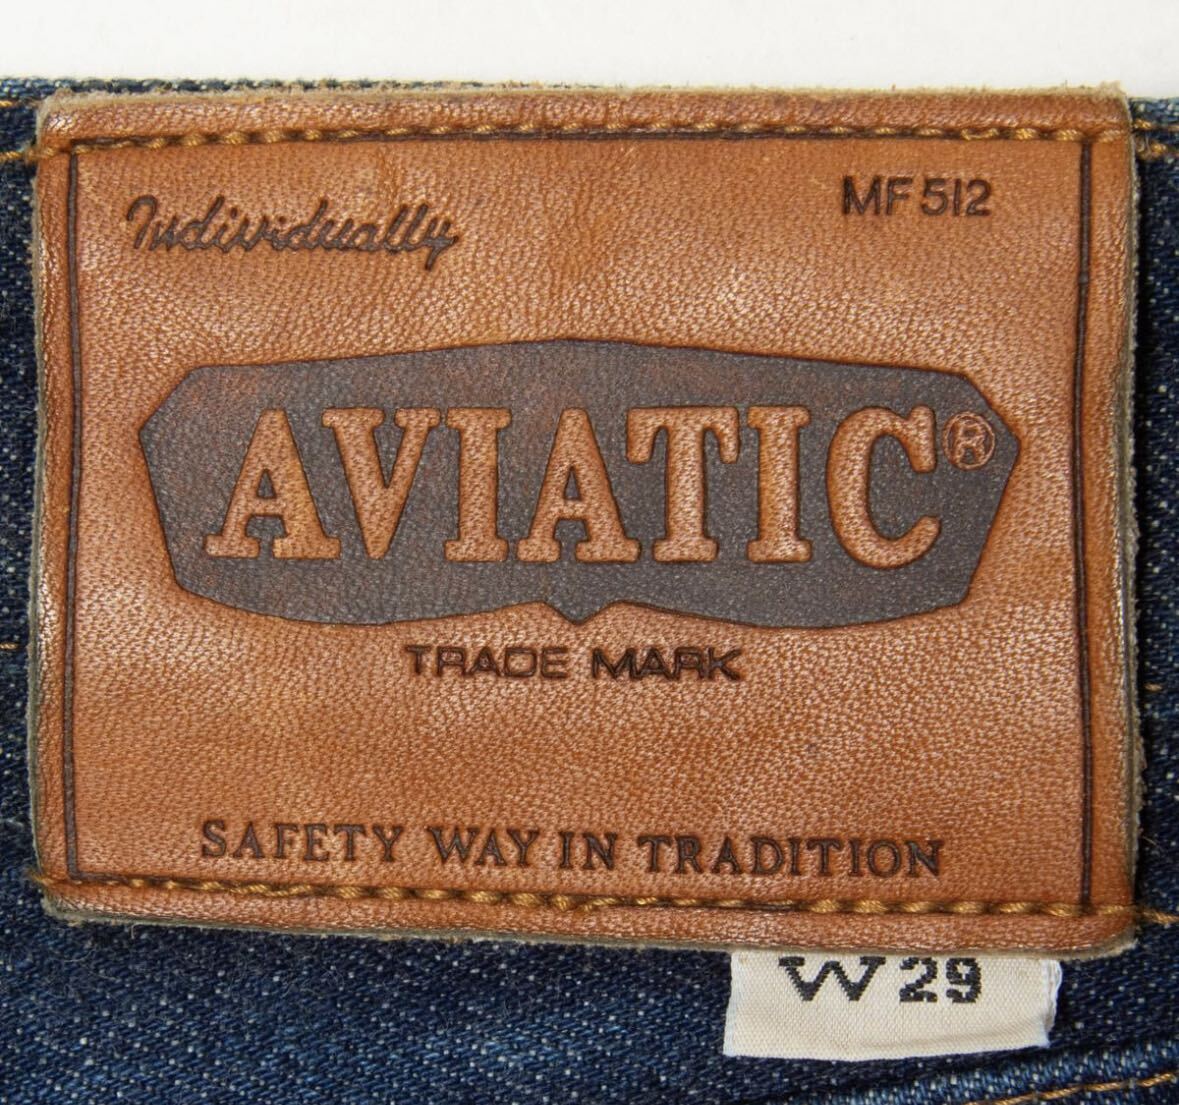 Individually
MF 512
AVIATIC®
TRADE MARK
SAFETY WAY IN TRADITION
W 29